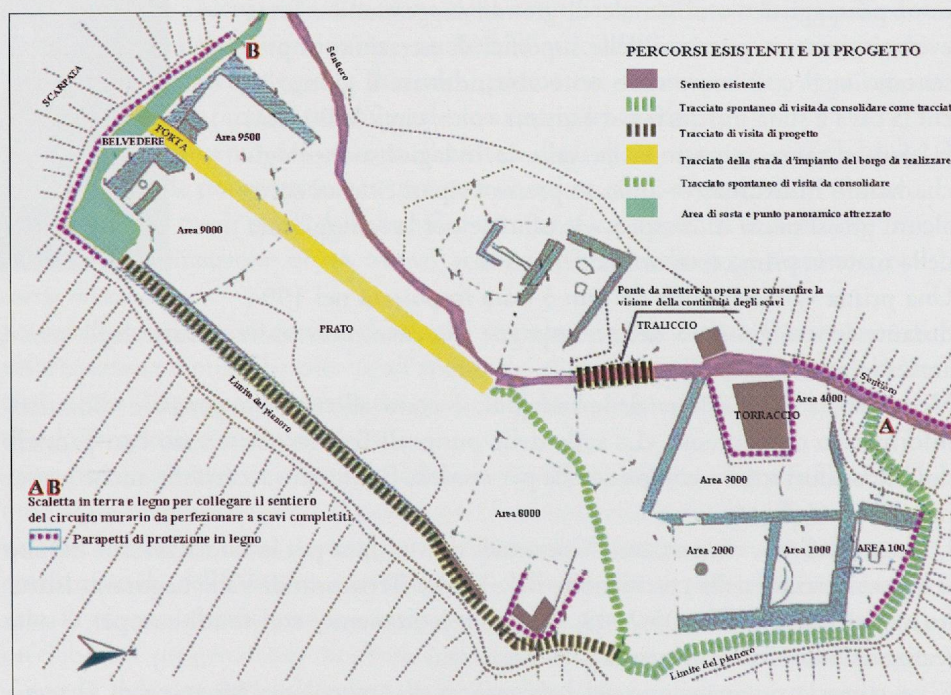 PERCORSI ESISTENTI E DI PROGETTO
Sentiero esistente
Tracciato spontaneo di visita da consolidare come tracciat
Tracciato di visita di progetto
Tracciato della strada d'impianto del borgo da realizzare
Tracciato spontaneo di visita da consolidare
Area di sosta e punto panoramico attrezzato
B
SCARPATA
Sentiero
Area 9500
BELVEDERE
PORTA
Area 9000
PRATO
Ponte da mettere in opera per consentire la
visione della continuità degli scavi
TRALICCIO
Limite del pianoro
Sentiero
Area 4000
TORRACCIO
A
Area 3000
A B
Scaletta in terra e legno per collegare il sentiero
del circuito murario da perfezionare a scavi completiti
Parapetti di protezione in legno
Area 6000
Area 2000
Area 1000
AREA 100
Limite del pianoro